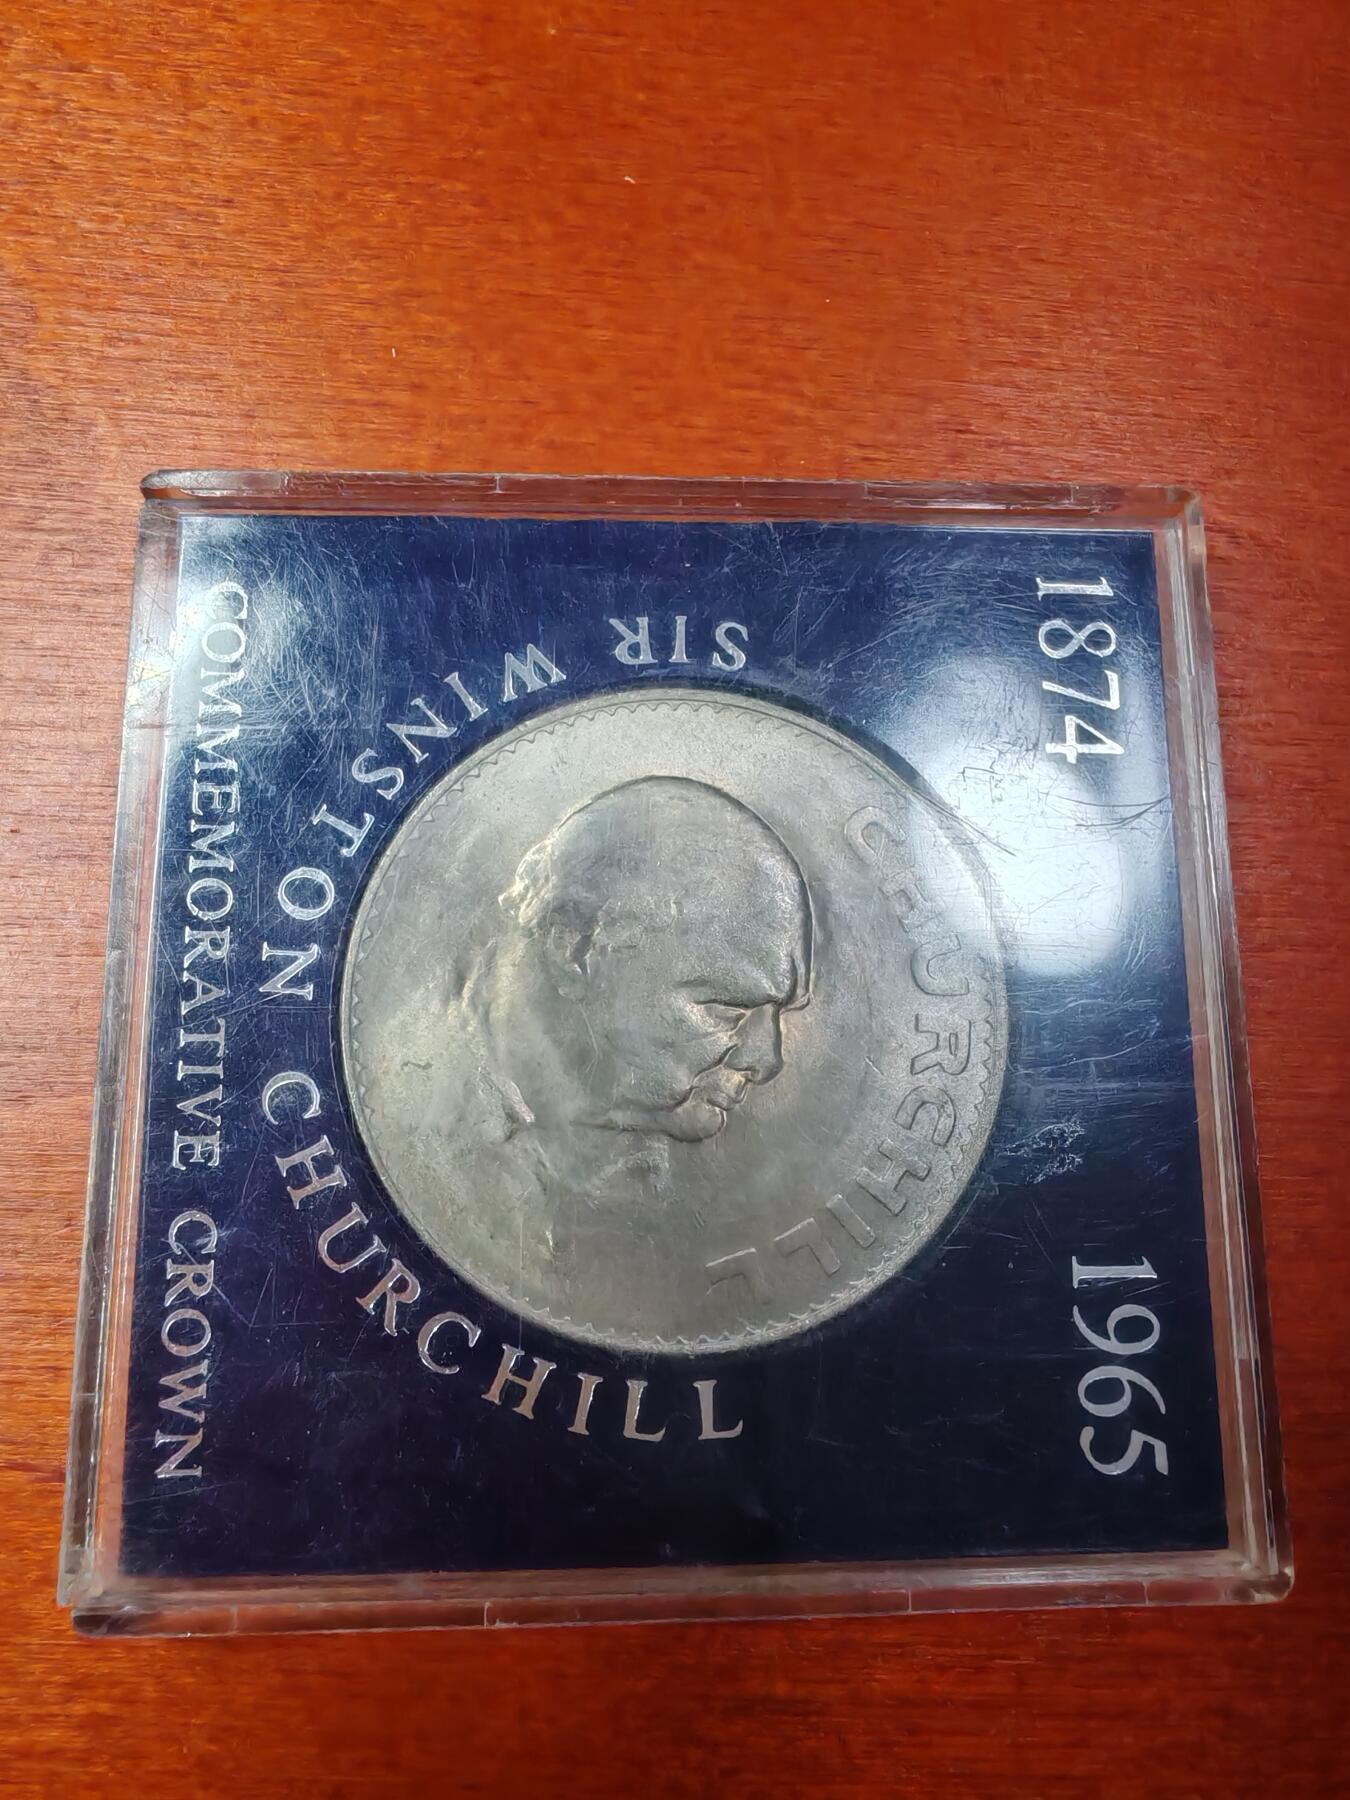 1874 1965
CHURCHILL
SIR WINSTON CHURCHILL
COMMEMORATIVE CROWN